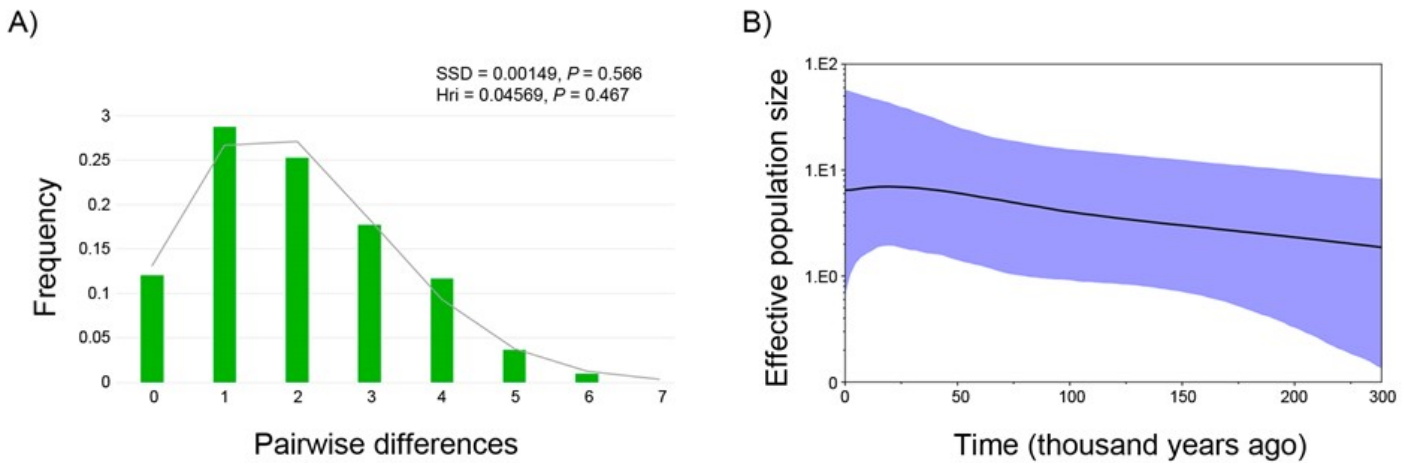 A)
SSD = 0.00149, P = 0.566
Hri = 0.04569, P = 0.467
3
0.25
0.2
0.15
0.1
0.05
0
0 1 2 3 4 5 6 7
Frequency
Pairwise differences
B)
1.E2
1.E1
1.E0
0
0 50 100 150 200 300
Effective population size
Time (thousand years ago)